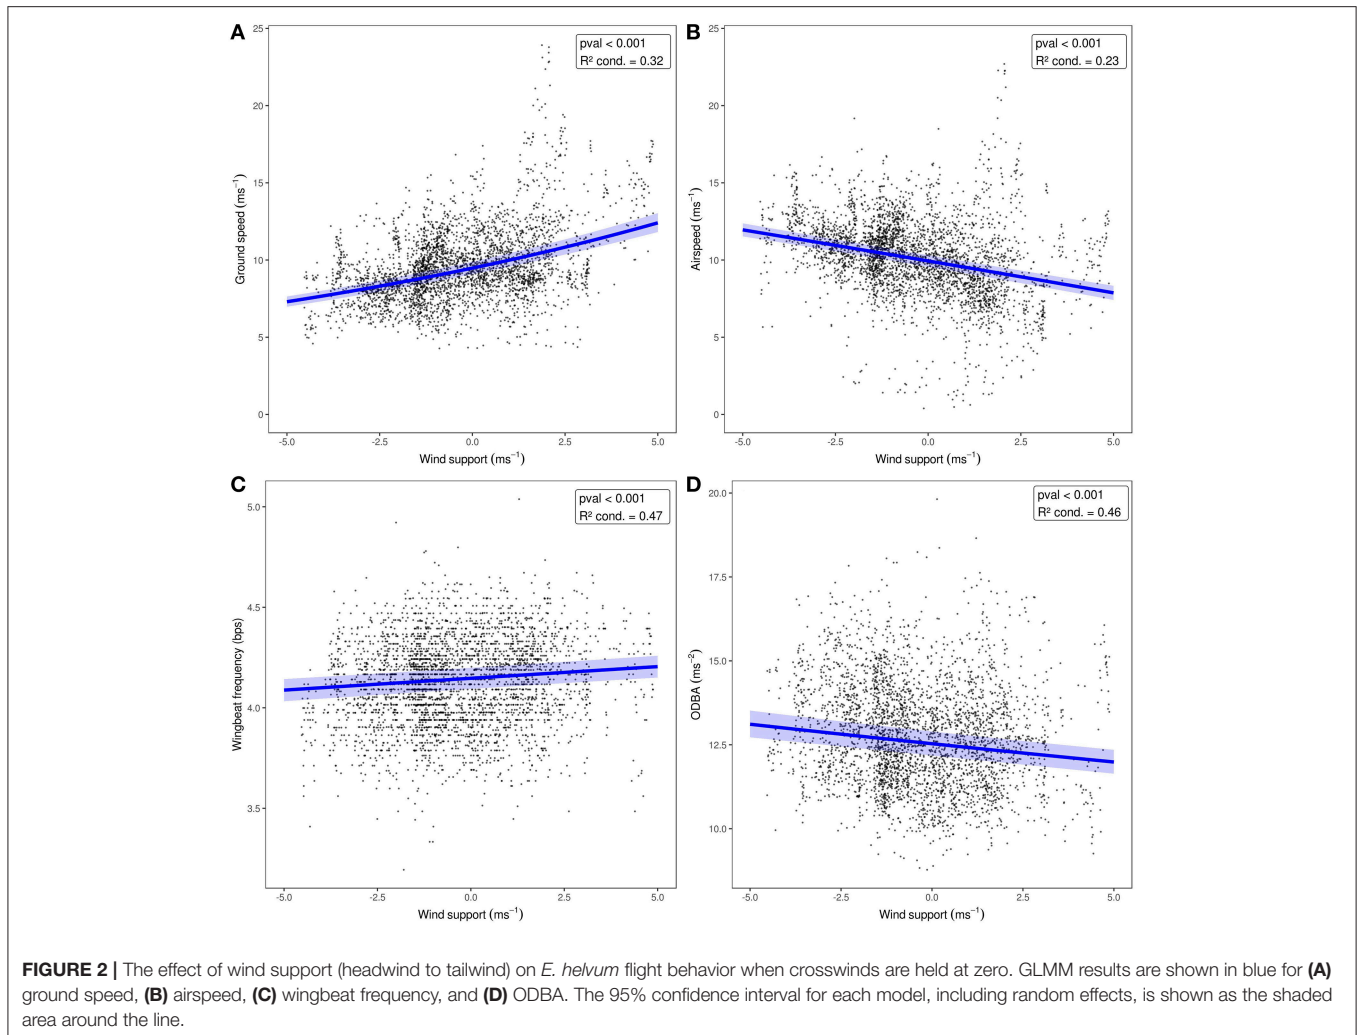 A
pval < 0.001
R² cond. = 0.32
25
20
15
10
5
0
Ground speed (ms⁻¹)
-5.0 -2.5 0.0 2.5 5.0
Wind support (ms⁻¹)
B
pval < 0.001
R² cond. = 0.23
25
20
15
10
5
0
Airspeed (ms⁻¹)
-5.0 -2.5 0.0 2.5 5.0
Wind support (ms⁻¹)
C
pval < 0.001
R² cond. = 0.47
5.0
4.5
4.0
3.5
Wingbeat frequency (bps)
-5.0 -2.5 0.0 2.5 5.0
Wind support (ms⁻¹)
D
pval < 0.001
R² cond. = 0.46
20.0
17.5
15.0
12.5
10.0
ODBA (ms⁻²)
-5.0 -2.5 0.0 2.5 5.0
Wind support (ms⁻¹)
FIGURE 2 | The effect of wind support (headwind to tailwind) on E. helvum flight behavior when crosswinds are held at zero. GLMM results are shown in blue for (A)
ground speed, (B) airspeed, (C) wingbeat frequency, and (D) ODBA. The 95% confidence interval for each model, including random effects, is shown as the shaded
area around the line.